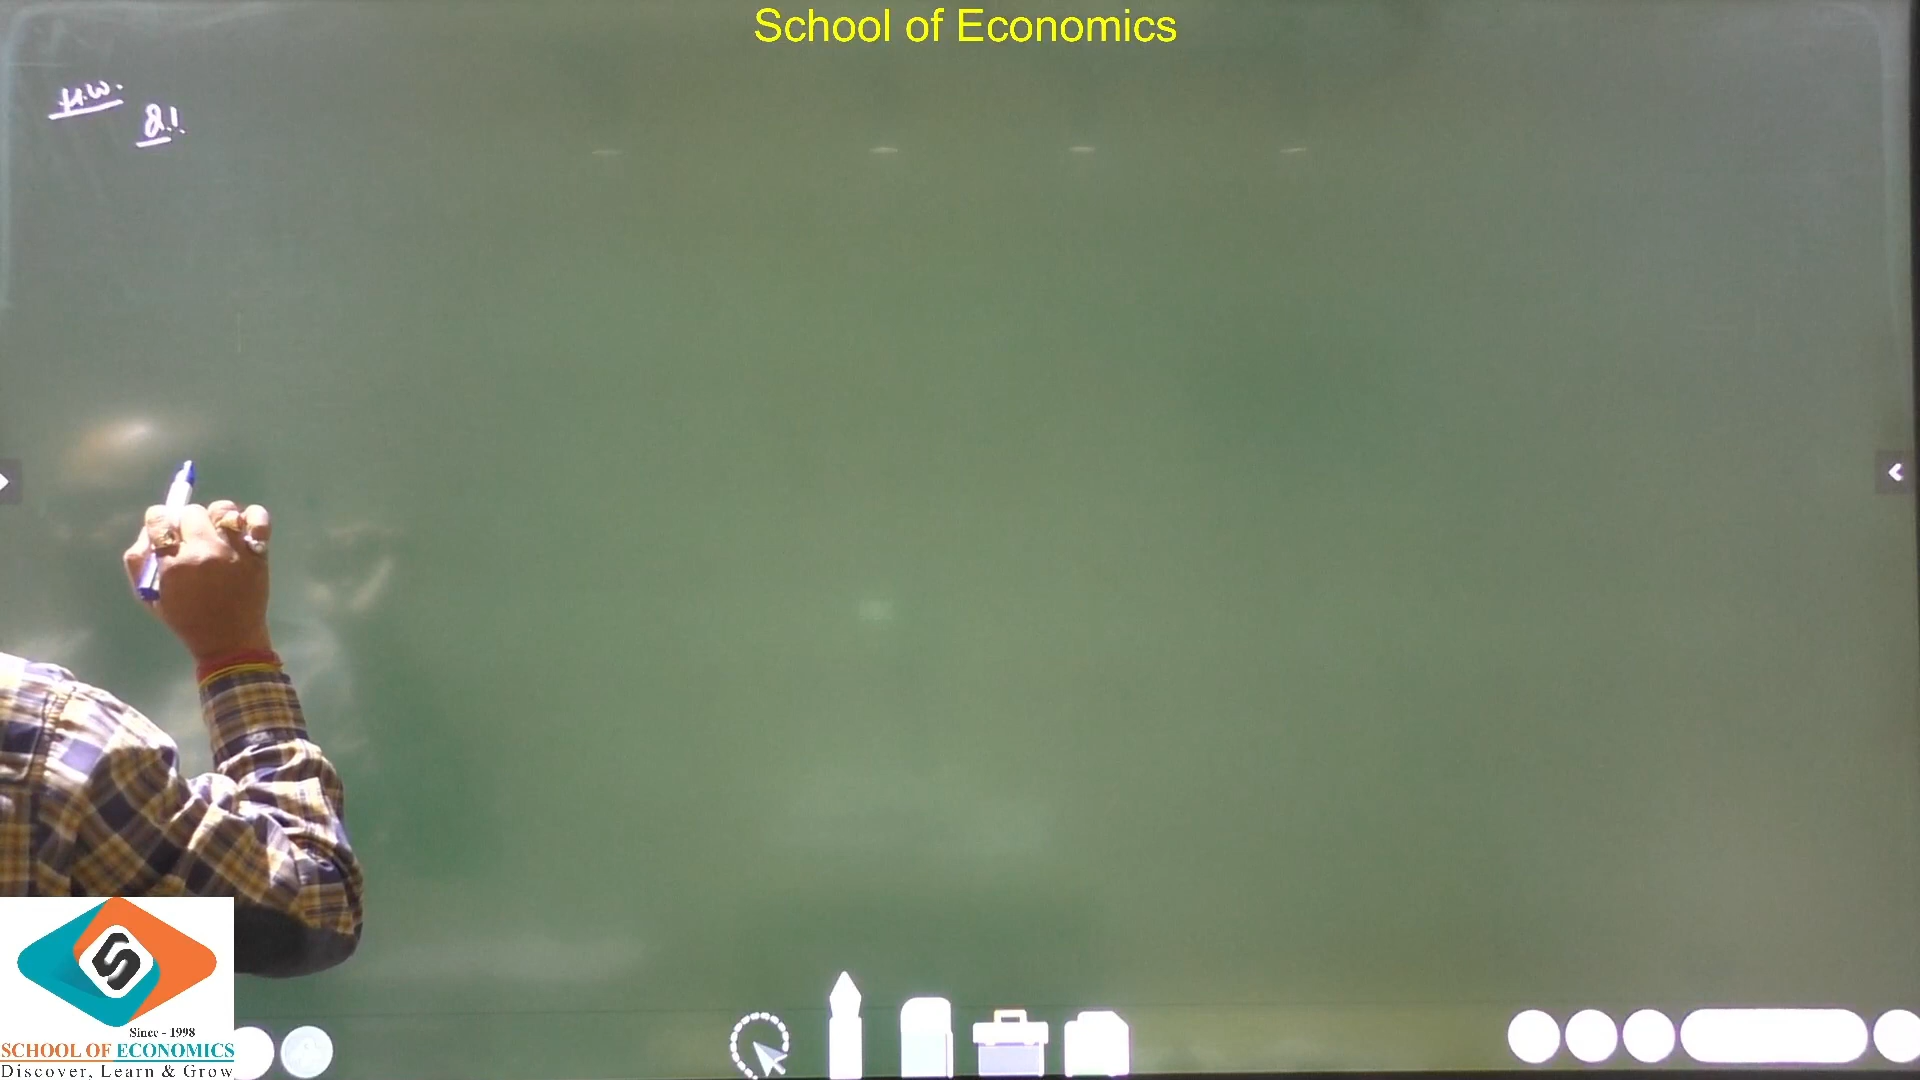 School of Economics
H.W.
Q.1.
Since - 1998
SCHOOL OF ECONOMICS
Discover, Learn & Grow